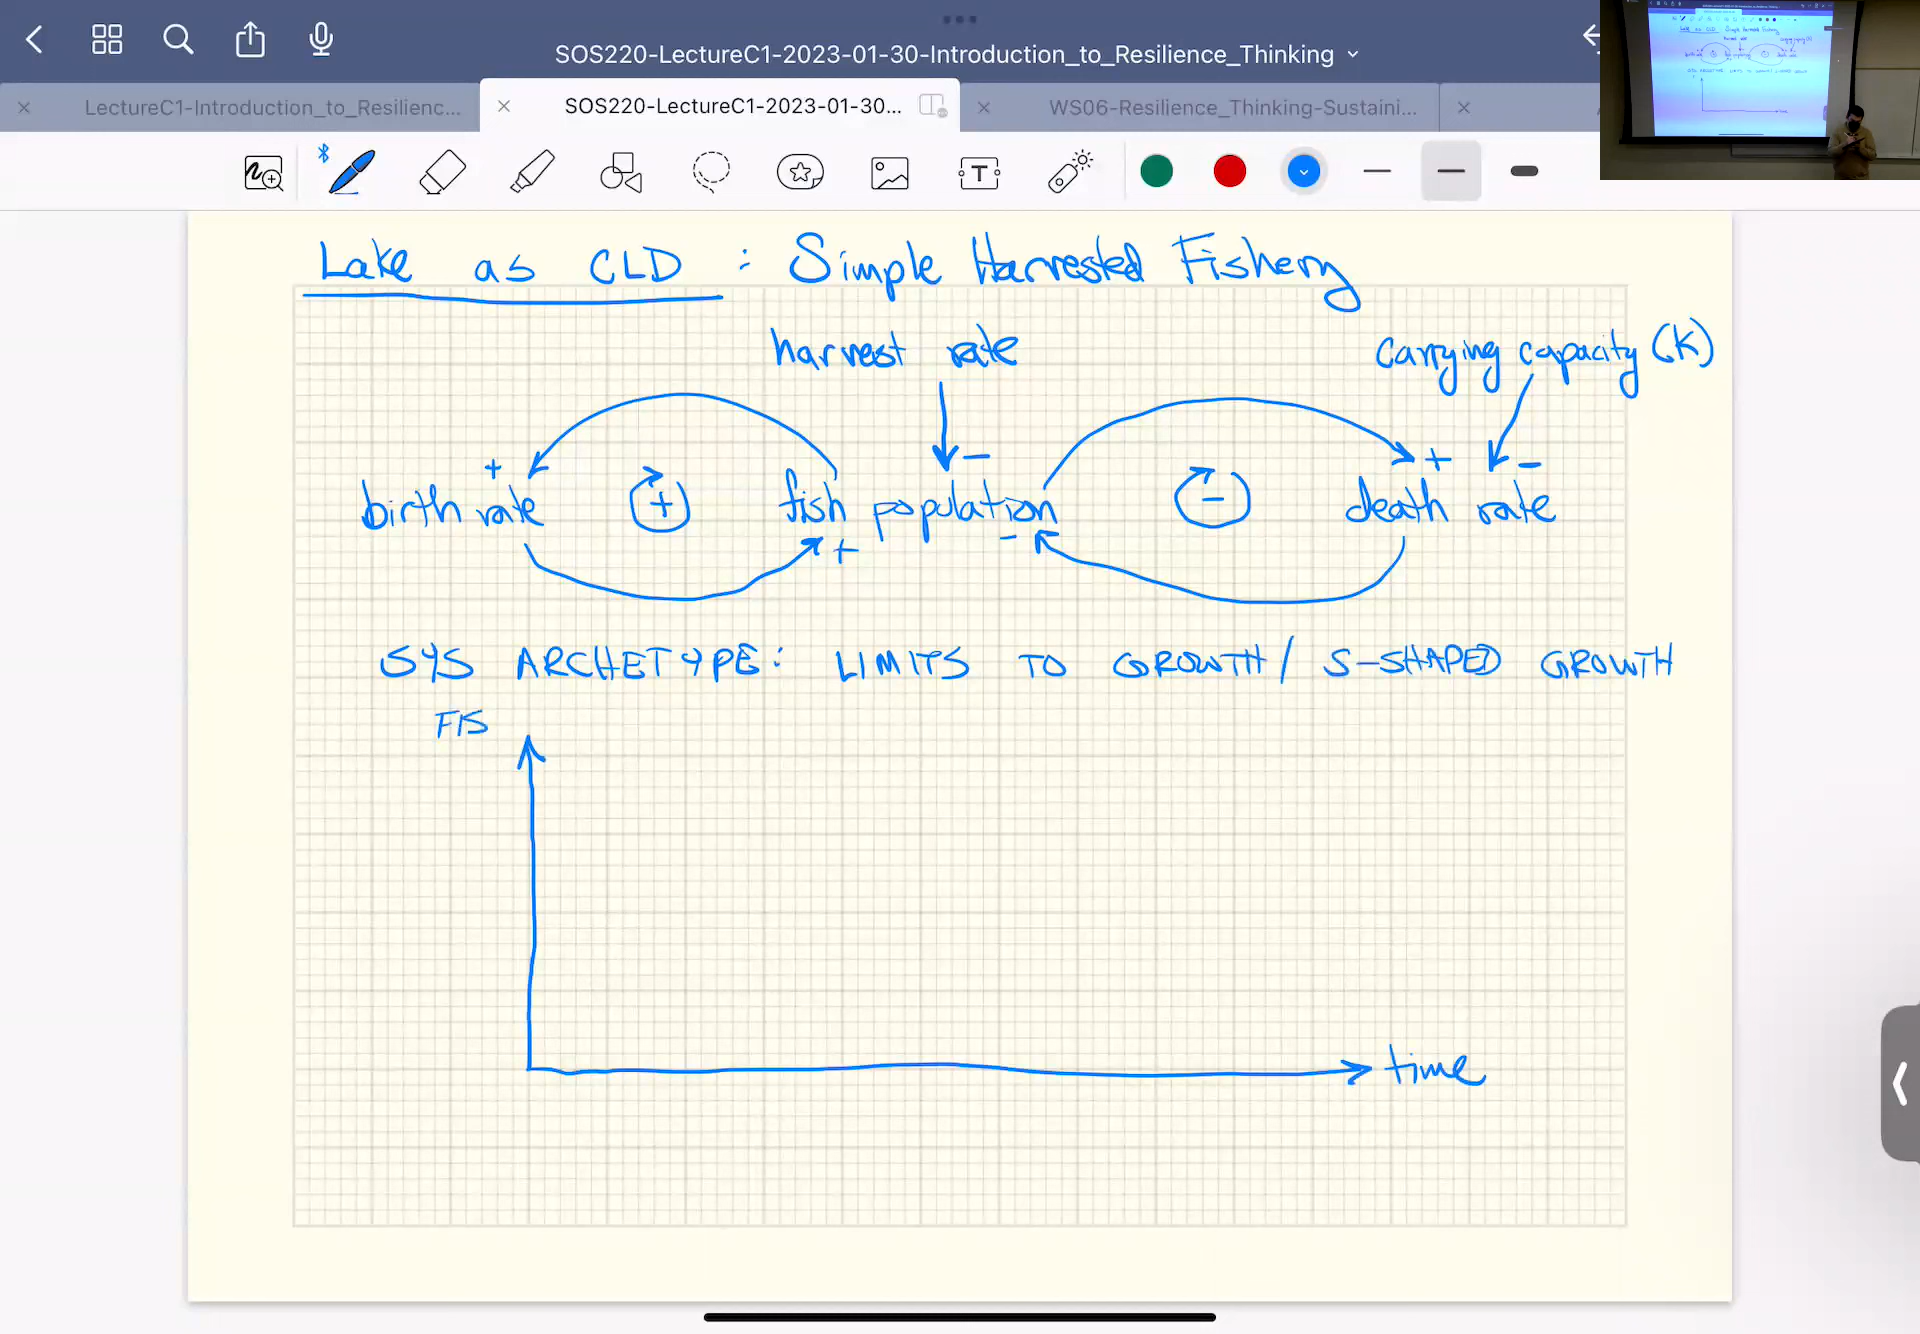 SOS220-LectureC1-2023-01-30-Introduction_to_Resilience_Thinking
LectureC1-Introduction_to_Resilienc...
SOS220-LectureC1-2023-01-30...
WS06-Resilience_Thinking-Sustaini...
T
Lake as CLD : Simple Harvested Fishery
harvest rate
carrying capacity (K)
+ - + -
birth rate + fish population - death rate
+ -
SYS ARCHETYPE: LIMITS TO GROWTH / S-SHAPED GROWTH
FIS
time